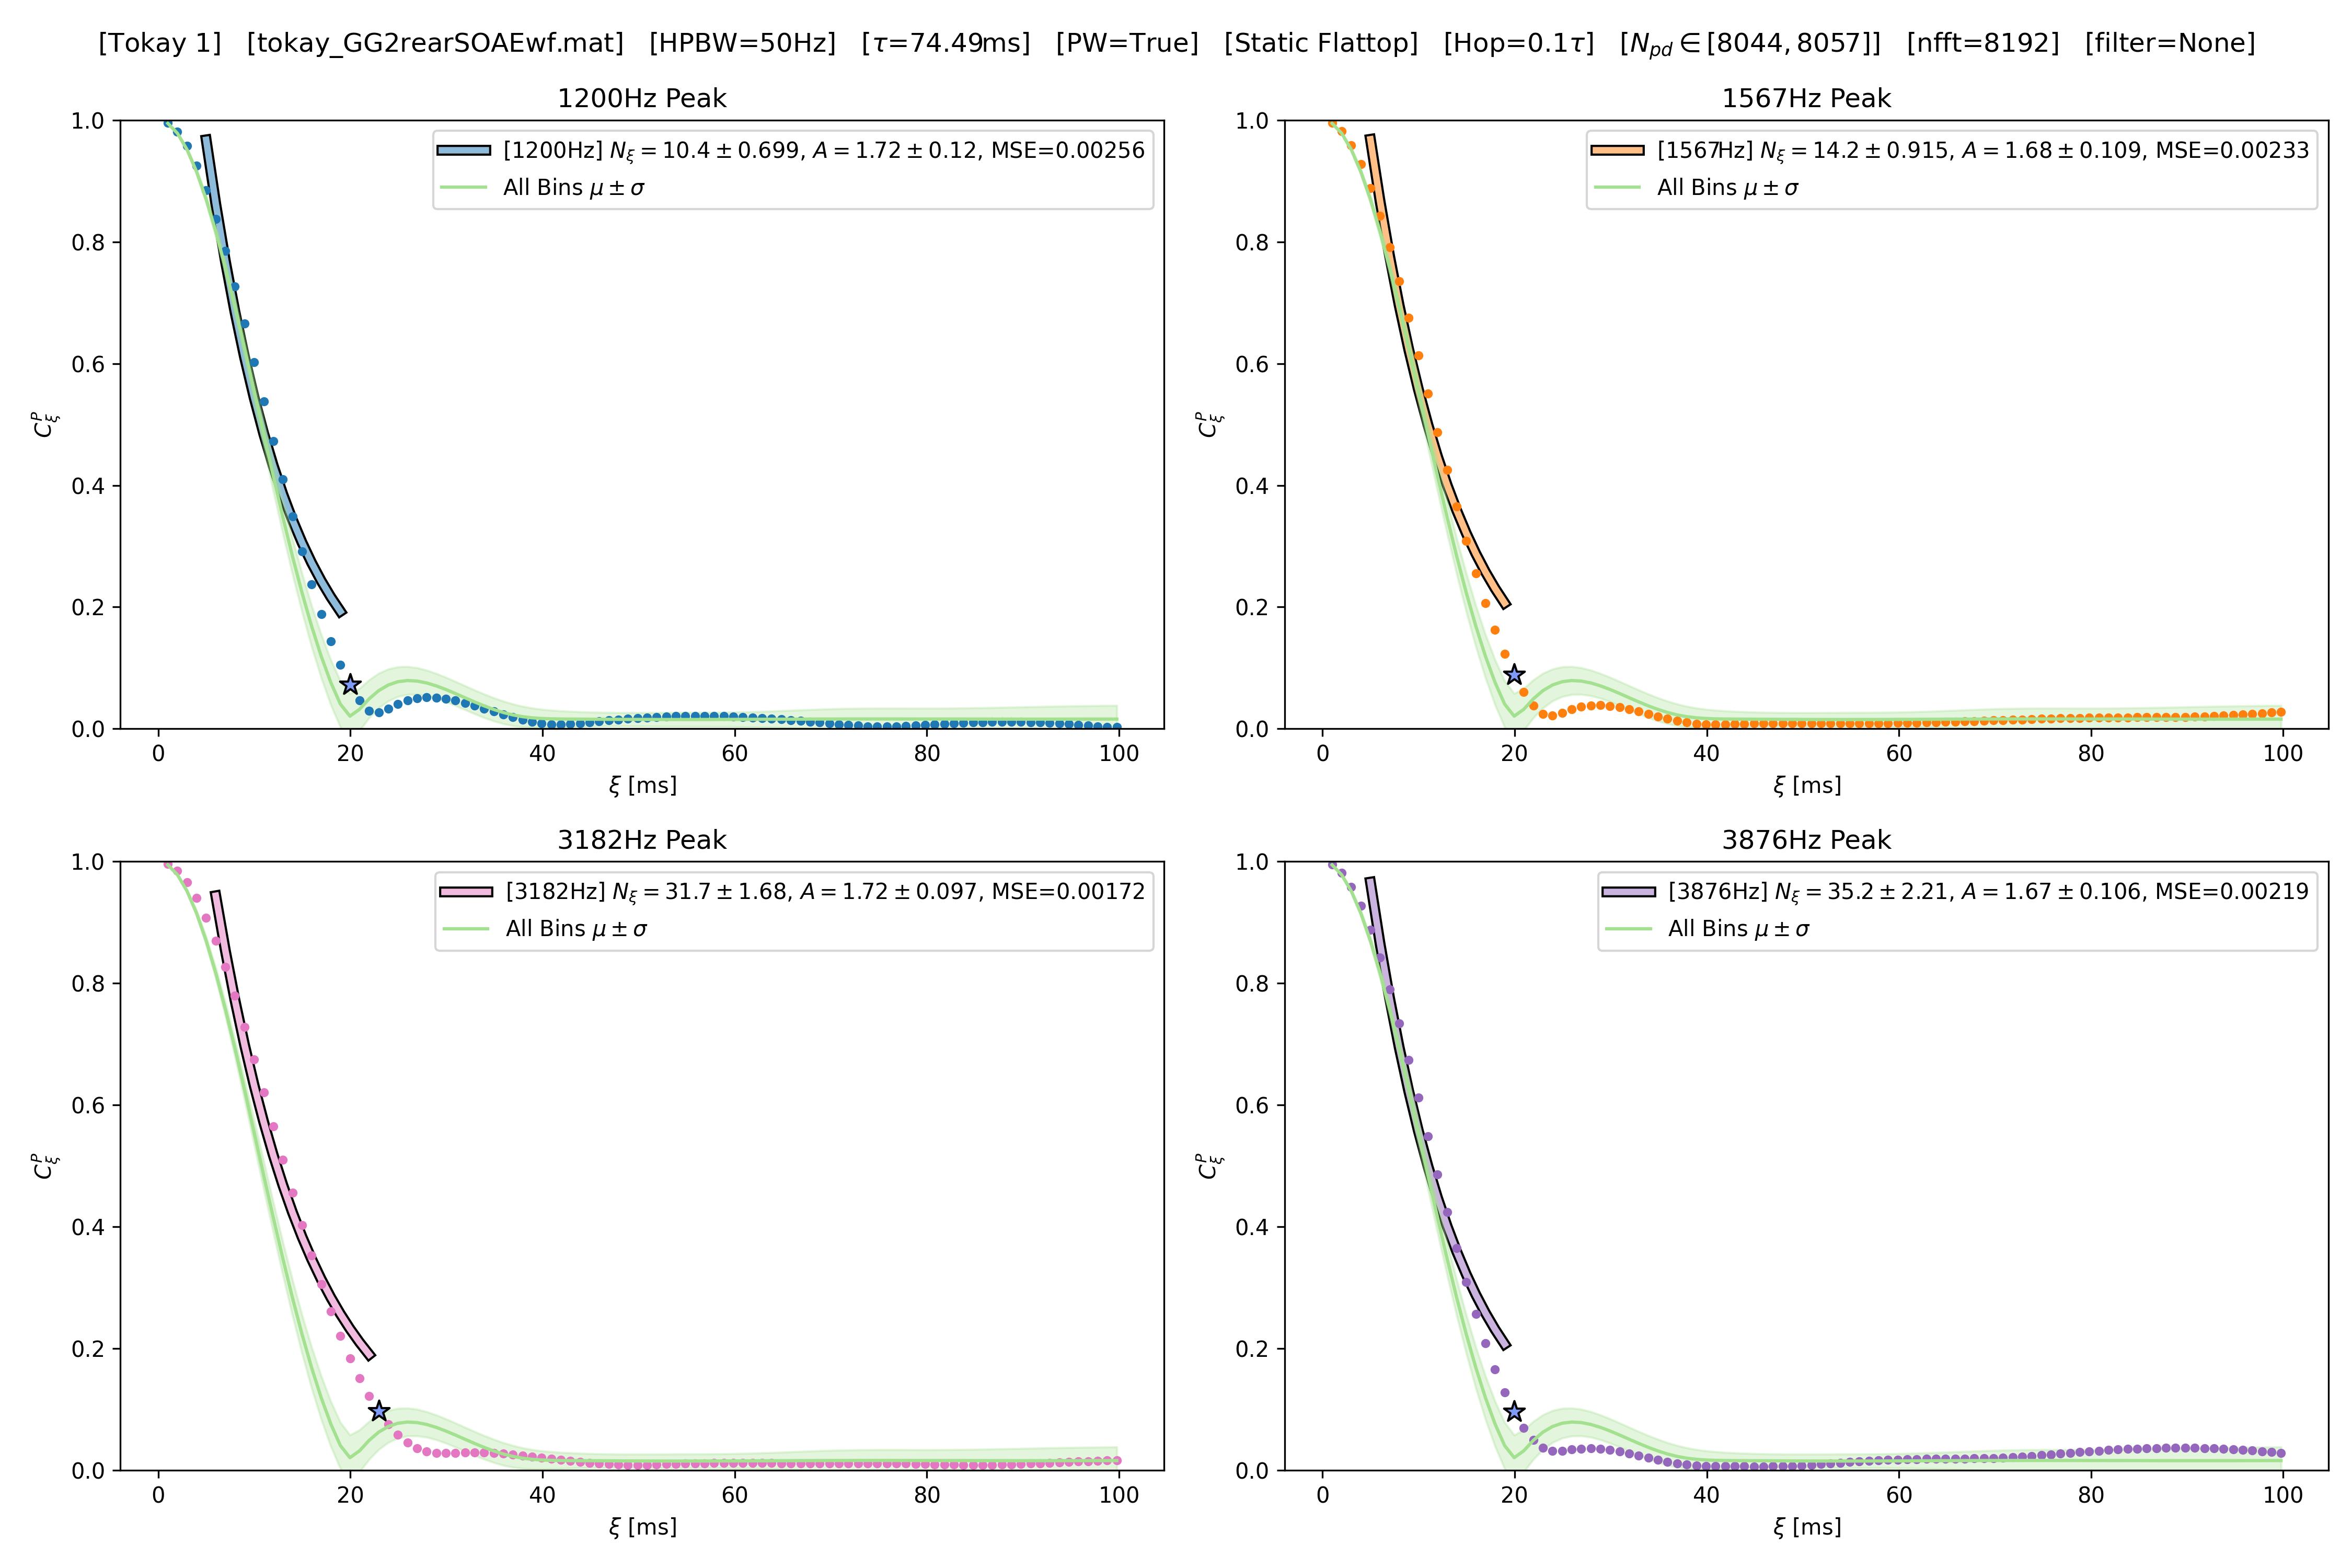 [Tokay 1] [tokay_GG2rearSOAEwf.mat] [HPBW=50Hz] [τ=74.49ms] [PW=True] [Static Flattop] [Hop=0.1τ] [N_pd ∈ [8044, 8057]] [nfft=8192] [filter=None]
1200Hz Peak
[1200Hz] N_ξ = 10.4 ± 0.699, A = 1.72 ± 0.12, MSE=0.00256
All Bins μ ± σ
1.0
0.8
0.6
0.4
0.2
0.0
C_ξ^P
0 20 40 60 80 100
ξ [ms]
1567Hz Peak
[1567Hz] N_ξ = 14.2 ± 0.915, A = 1.68 ± 0.109, MSE=0.00233
All Bins μ ± σ
1.0
0.8
0.6
0.4
0.2
0.0
C_ξ^P
0 20 40 60 80 100
ξ [ms]
3182Hz Peak
[3182Hz] N_ξ = 31.7 ± 1.68, A = 1.72 ± 0.097, MSE=0.00172
All Bins μ ± σ
1.0
0.8
0.6
0.4
0.2
0.0
C_ξ^P
0 20 40 60 80 100
ξ [ms]
3876Hz Peak
[3876Hz] N_ξ = 35.2 ± 2.21, A = 1.67 ± 0.106, MSE=0.00219
All Bins μ ± σ
1.0
0.8
0.6
0.4
0.2
0.0
C_ξ^P
0 20 40 60 80 100
ξ [ms]